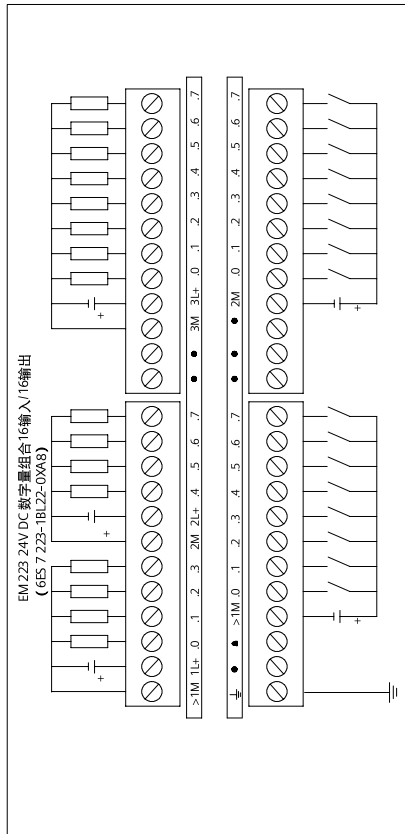 EM 223 24V DC 数字量组合16输入/16输出
(6ES 7 223-1BL22-0XA8)
+ + +
>1M 1L+ .0 .1 .2 .3 2M 2L+ .4 .5 .6 .7 ● ● 3M 3L+ .0 .1 .2 .3 .4 .5 .6 .7
● ● >1M .0 .1 .2 .3 .4 .5 .6 .7 ● ● ● 2M .0 .1 .2 .3 .4 .5 .6 .7
+ +